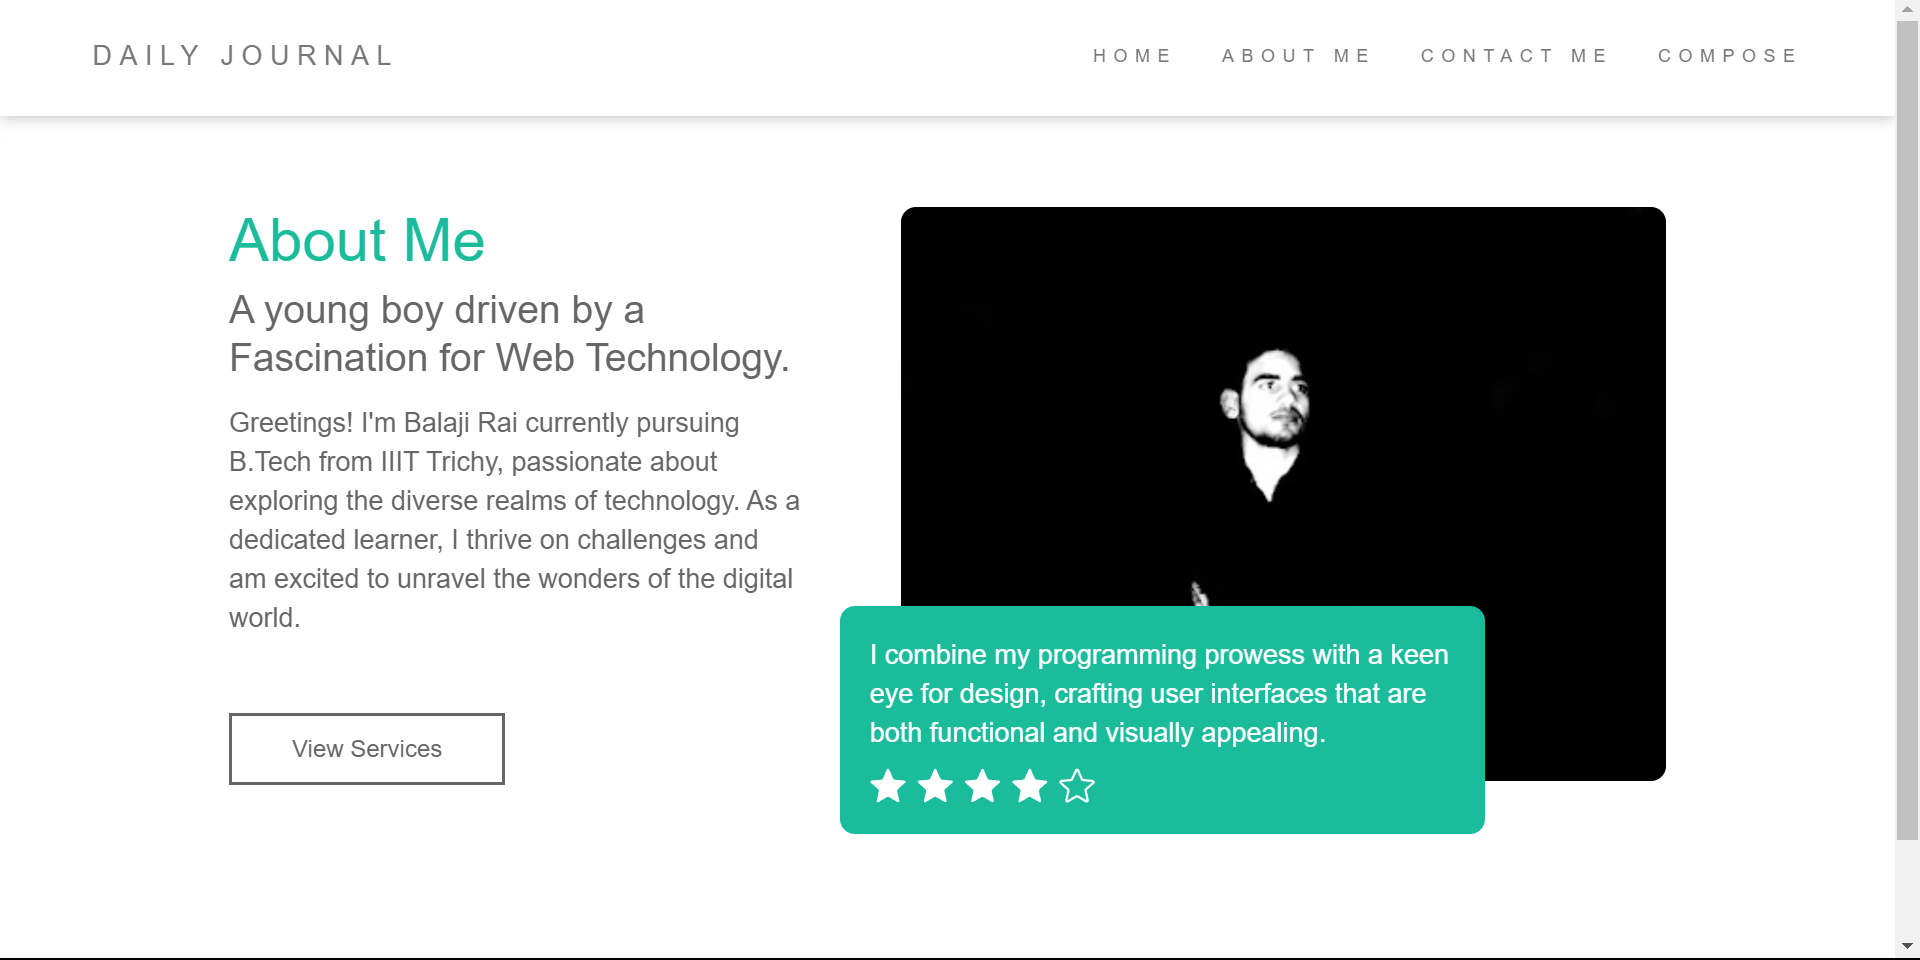 DAILY JOURNAL
HOME ABOUT ME CONTACT ME COMPOSE
About Me
A young boy driven by a
Fascination for Web Technology.
Greetings! I'm Balaji Rai currently pursuing
B.Tech from IIIT Trichy, passionate about
exploring the diverse realms of technology. As a
dedicated learner, I thrive on challenges and
am excited to unravel the wonders of the digital
world.
View Services
I combine my programming prowess with a keen
eye for design, crafting user interfaces that are
both functional and visually appealing.